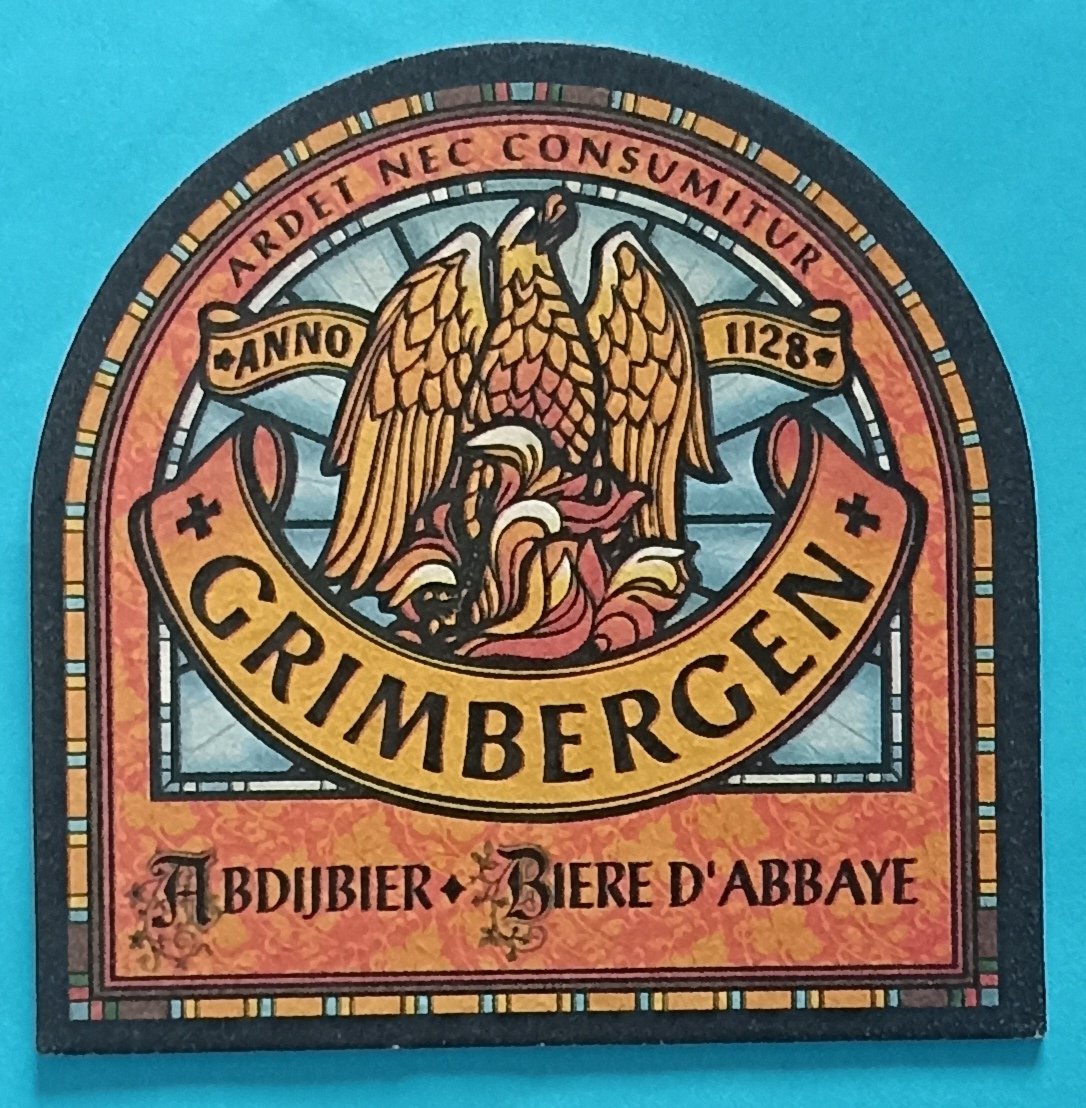 ARDET NEC CONSUMITUR
ANNO 1128
GRIMBERGEN
ABDIJBIER • BIERE D'ABBAYE